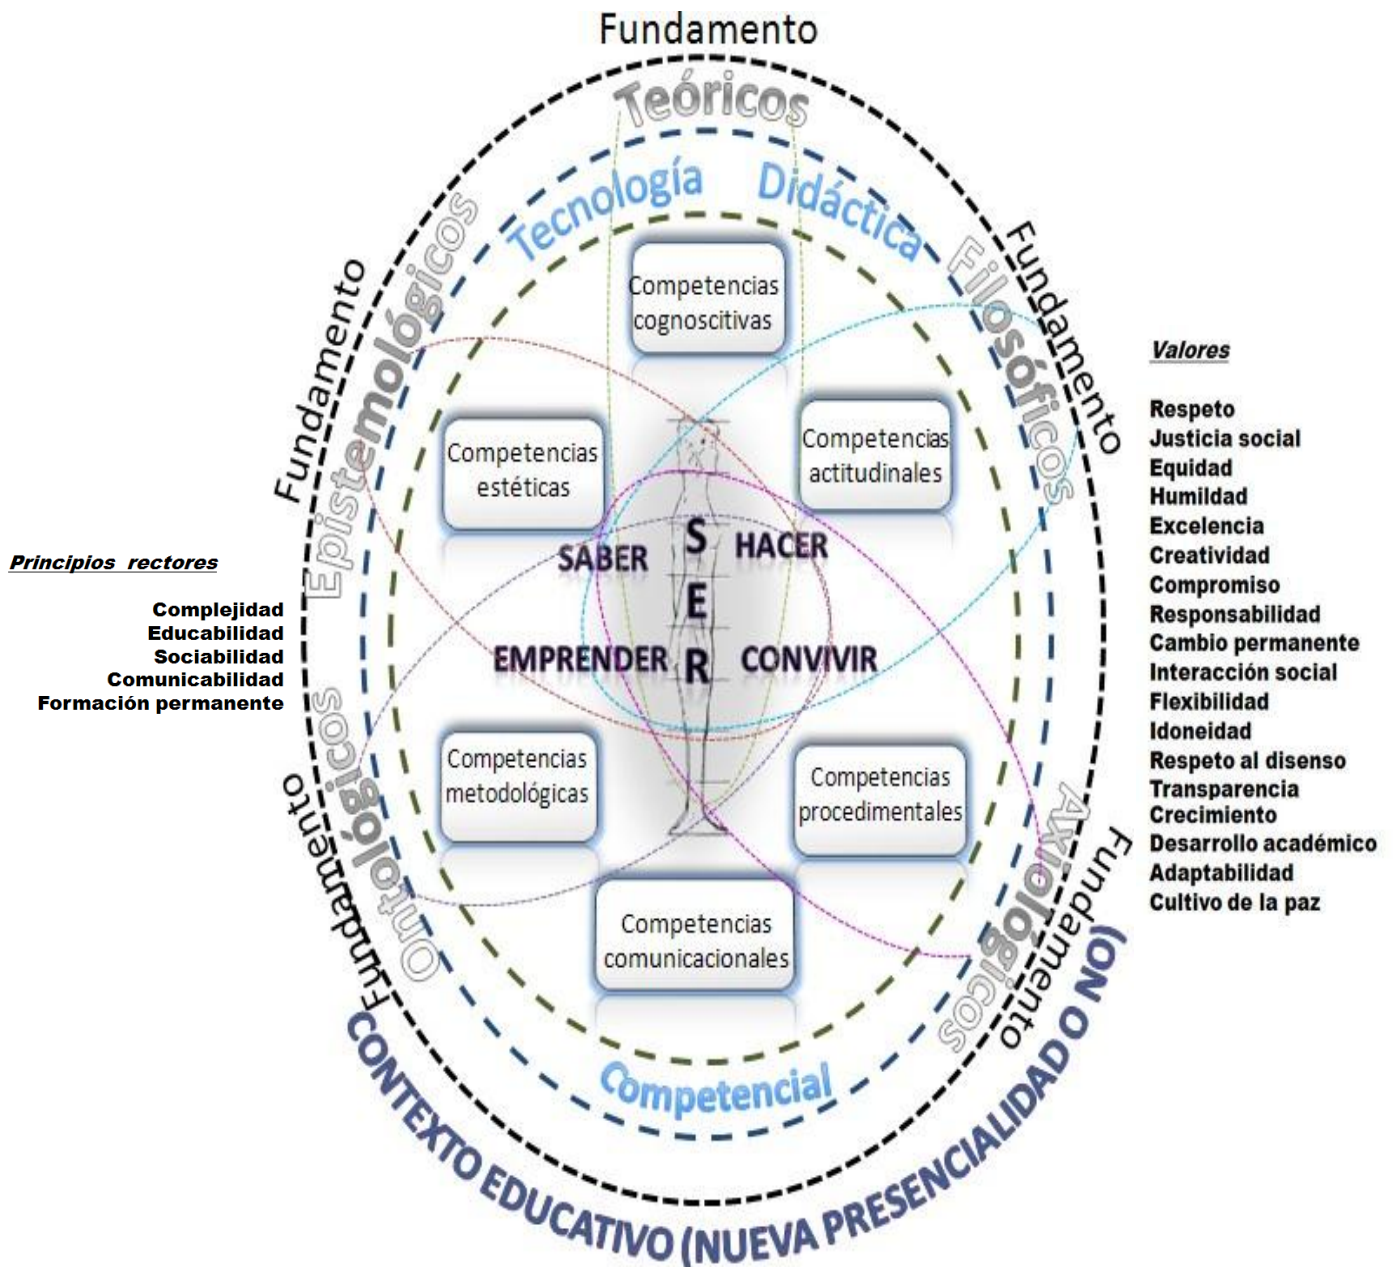 Fundamento
Teóricos
Tecnología
Didáctica
Fundamento
Epistemológicos
Fundamento
Filosóficos
Competencias
cognoscitivas
Competencias
estéticas
Competencias
actitudinales
SABER
HACER
S
E
R
EMPRENDER
CONVIVIR
Competencias
metodológicas
Competencias
procedimentales
Competencias
comunicacionales
Competencial
Fundamento
Ontológicos
Fundamento
Axiológicos
CONTEXTO EDUCATIVO (NUEVA PRESENCIALIDAD O NO)
Principios rectores
Complejidad
Educabilidad
Sociabilidad
Comunicabilidad
Formación permanente
Valores
Respeto
Justicia social
Equidad
Humildad
Excelencia
Creatividad
Compromiso
Responsabilidad
Cambio permanente
Interacción social
Flexibilidad
Idoneidad
Respeto al disenso
Transparencia
Crecimiento
Desarrollo académico
Adaptabilidad
Cultivo de la paz